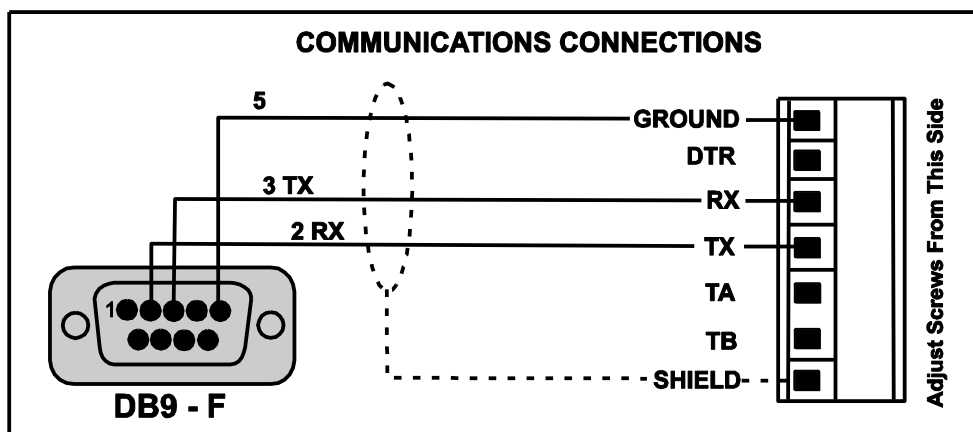 COMMUNICATIONS CONNECTIONS
5
GROUND
DTR
3 TX
RX
2 RX
TX
1
TA
TB
SHIELD
DB9 - F
Adjust Screws From This Side